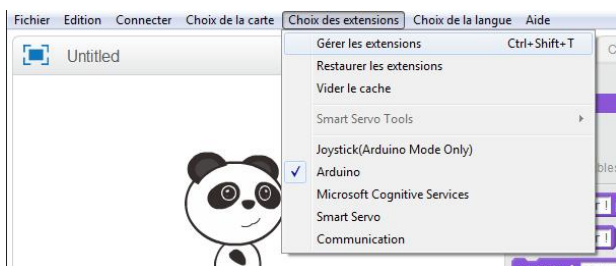 Fichier Edition Connecter Choix de la carte Choix des extensions Choix de la langue Aide
Untitled
Gérer les extensions Ctrl+Shift+T
Restaurer les extensions
Vider le cache
Smart Servo Tools
Joystick(Arduino Mode Only)
Arduino
Microsoft Cognitive Services
Smart Servo
Communication